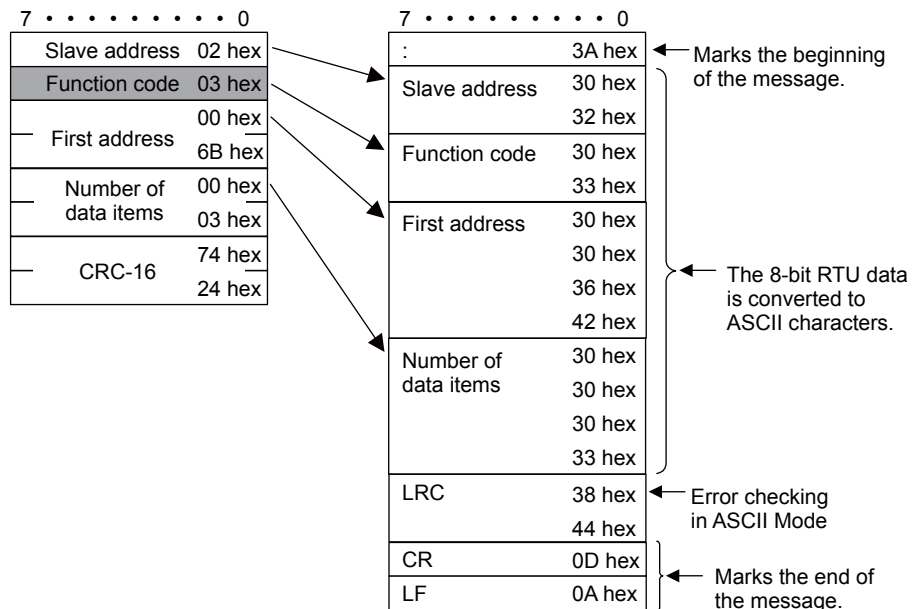 7 • • • • • • • • • 0
Slave address 02 hex
Function code 03 hex
00 hex
First address
6B hex
Number of 00 hex
data items 03 hex
74 hex
CRC-16
24 hex
7 • • • • • • • • • 0
: 3A hex
Slave address 30 hex
32 hex
Function code 30 hex
33 hex
First address 30 hex
30 hex
36 hex
42 hex
Number of 30 hex
data items 30 hex
30 hex
33 hex
LRC 38 hex
44 hex
CR 0D hex
LF 0A hex
Marks the beginning
of the message.
The 8-bit RTU data
is converted to
ASCII characters.
Error checking
in ASCII Mode
Marks the end of
the message.